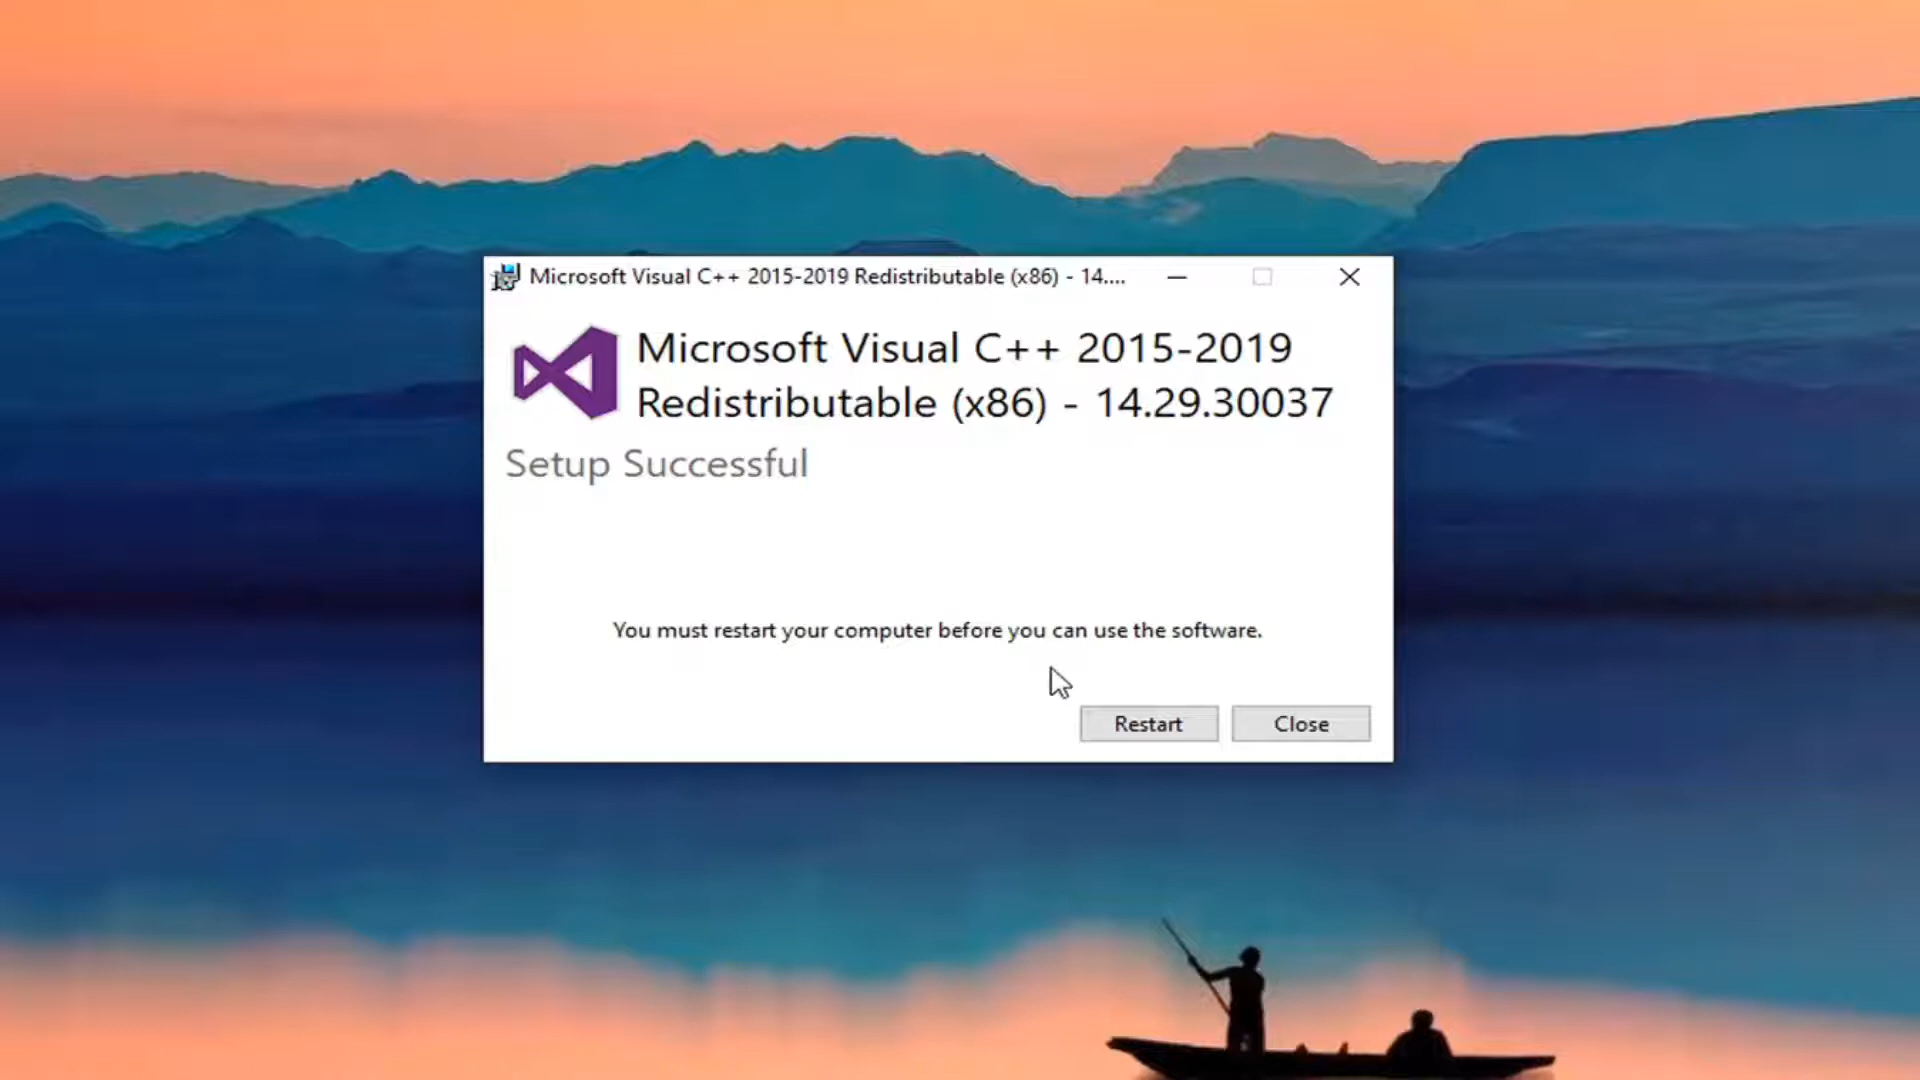 Microsoft Visual C++ 2015-2019 Redistributable (x86) - 14....
Microsoft Visual C++ 2015-2019
Redistributable (x86) - 14.29.30037
Setup Successful
You must restart your computer before you can use the software.
Restart
Close